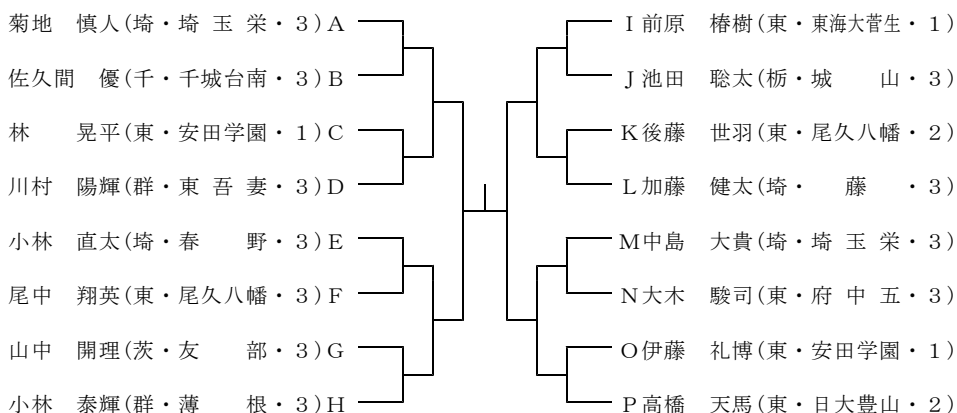 菊地　慎人(埼・埼 玉 栄・３)Ａ
佐久間　優(千・千城台南・３)Ｂ
林　　晃平(東・安田学園・１)Ｃ
川村　陽輝(群・東 吾 妻・３)Ｄ
小林　直太(埼・春　　野・３)Ｅ
尾中　翔英(東・尾久八幡・３)Ｆ
山中　開理(茨・友　　部・３)Ｇ
小林　泰輝(群・薄　　根・３)Ｈ
Ｉ前原　椿樹(東・東海大菅生・１)
Ｊ池田　聡太(栃・城　　山・３)
Ｋ後藤　世羽(東・尾久八幡・２)
Ｌ加藤　健太(埼・　藤　・３)
Ｍ中島　大貴(埼・埼 玉 栄・３)
Ｎ大木　駿司(東・府 中 五・３)
Ｏ伊藤　礼博(東・安田学園・１)
Ｐ高橋　天馬(東・日大豊山・２)